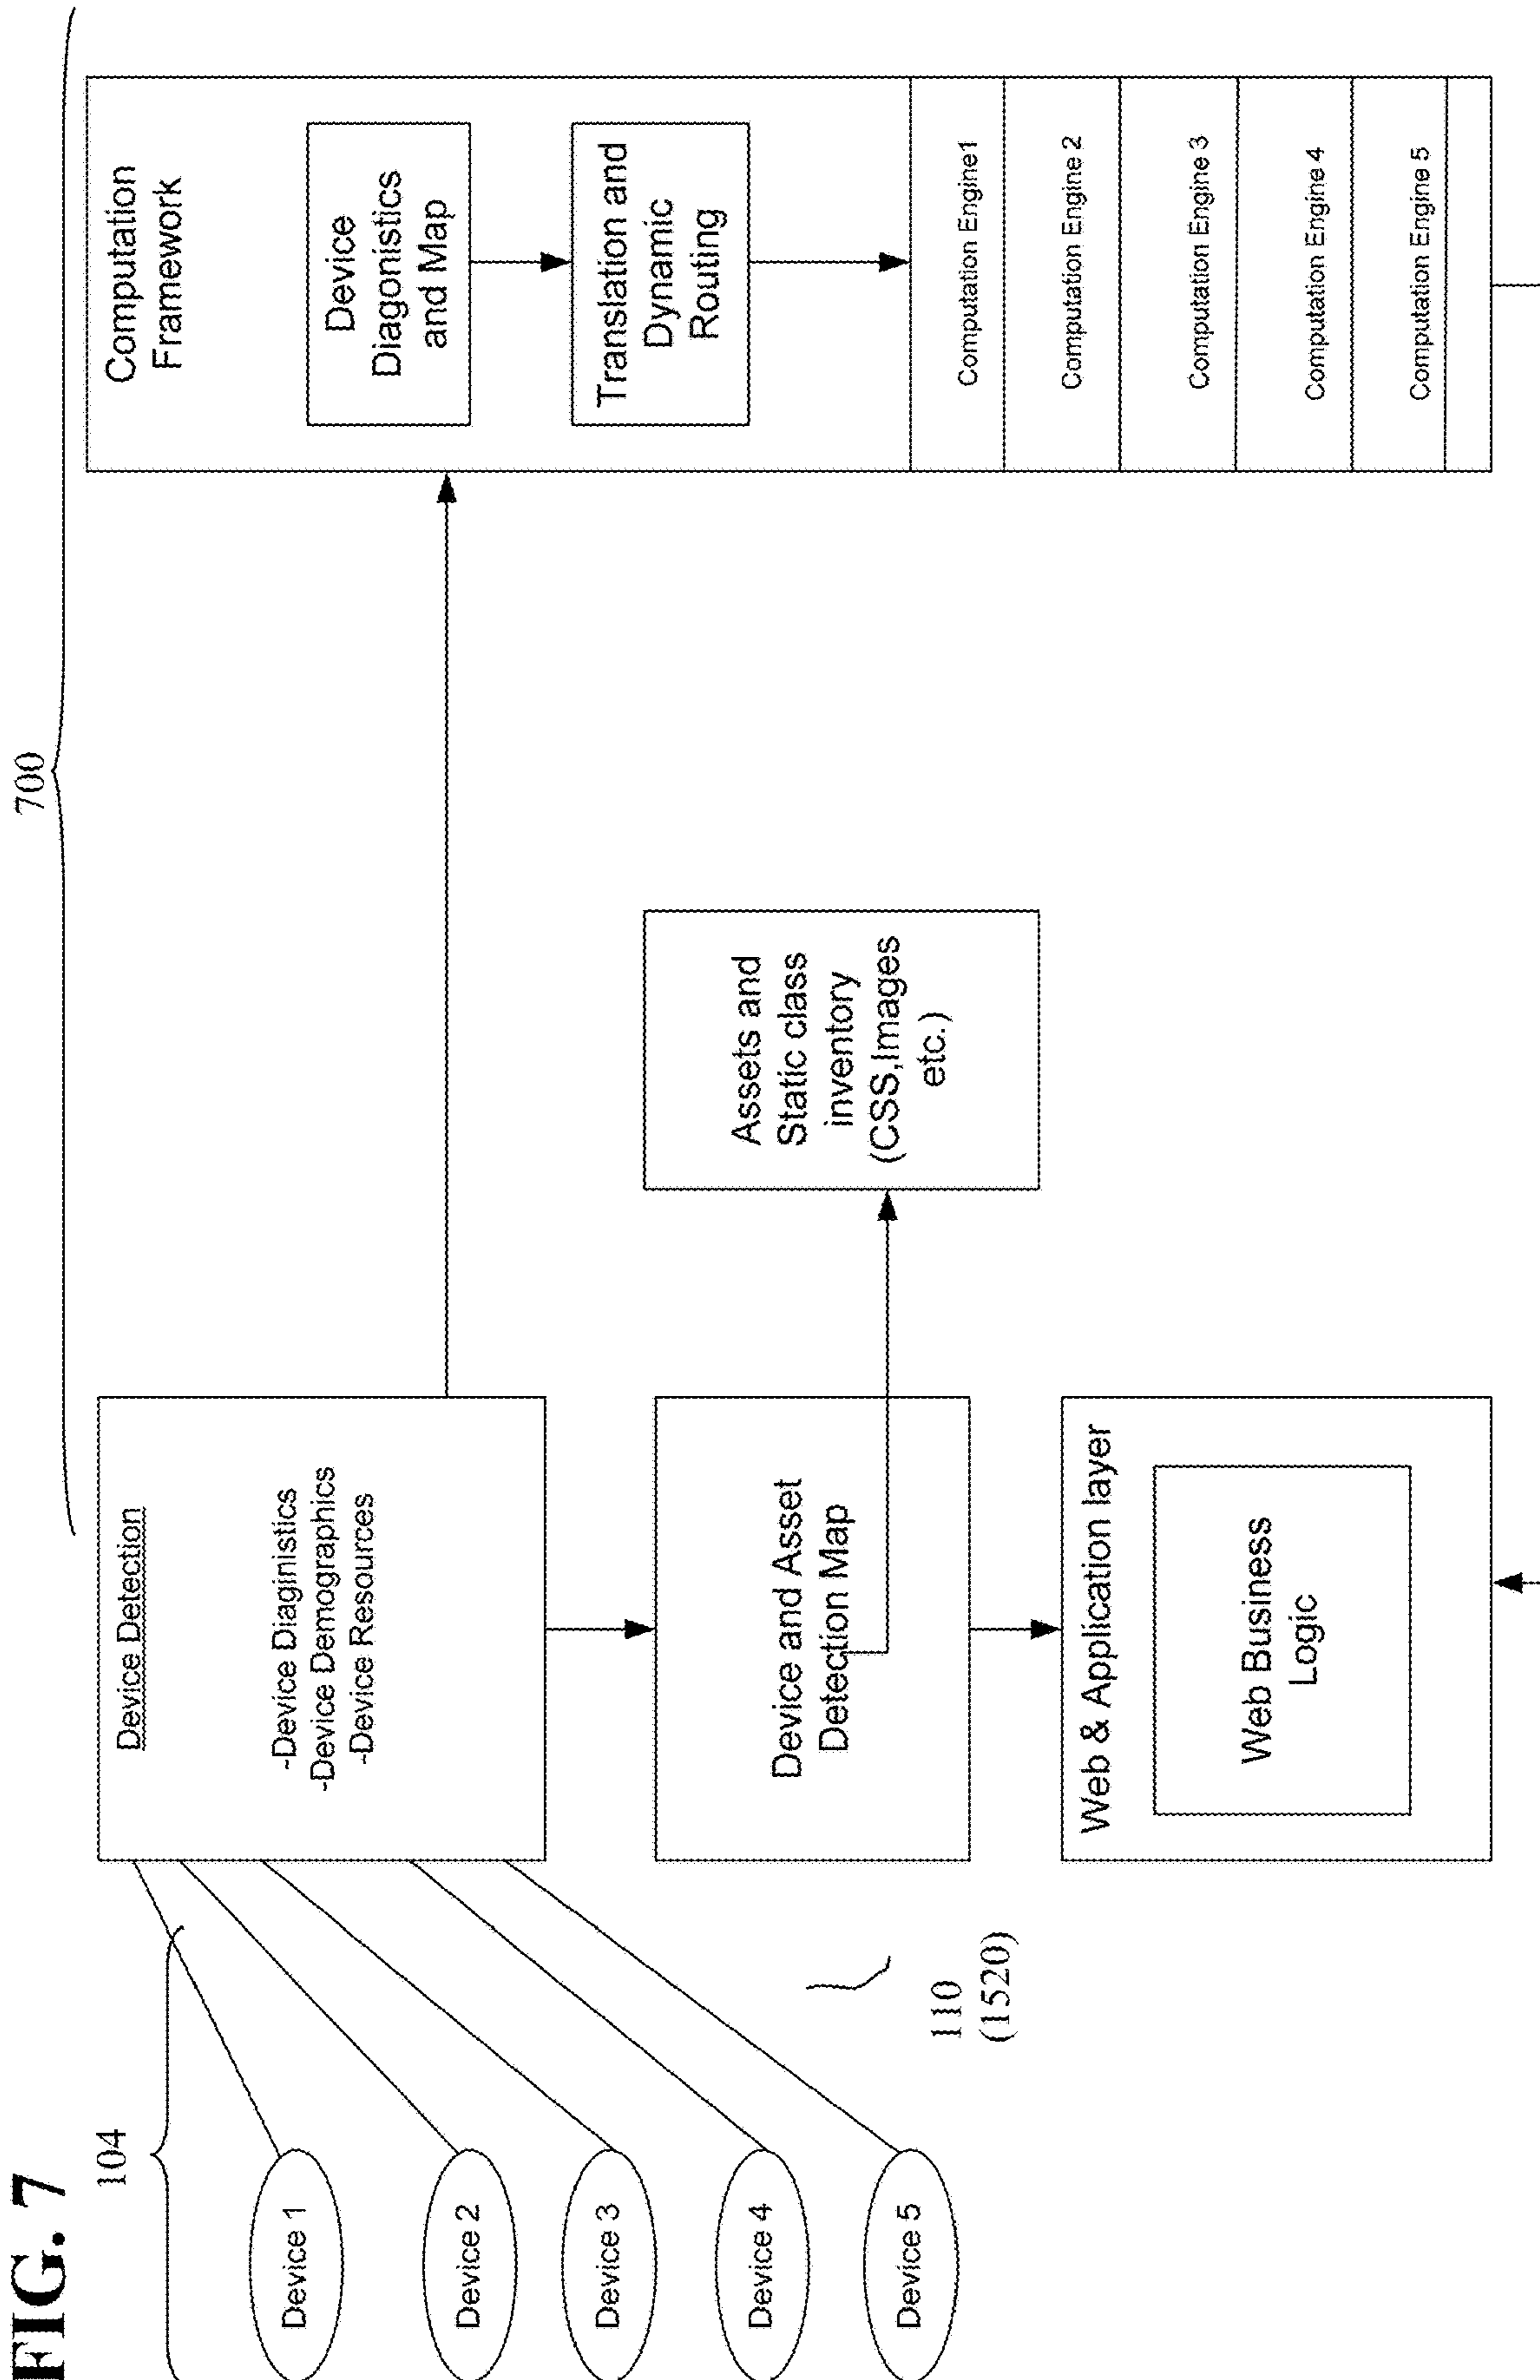 FIG. 7
104
700
Device 1
Device 2
Device 3
Device 4
Device 5
110
(1520)
Device Detection
-Device Diaginistics
-Device Demographics
-Device Resources
Device and Asset
Detection Map
Web & Application layer
Web Business
Logic
Assets and
Static class
inventory
(CSS,Images
etc.)
Computation
Framework
Device
Diagonistics
and Map
Translation and
Dynamic
Routing
Computation Engine1
Computation Engine 2
Computation Engine 3
Computation Engine 4
Computation Engine 5